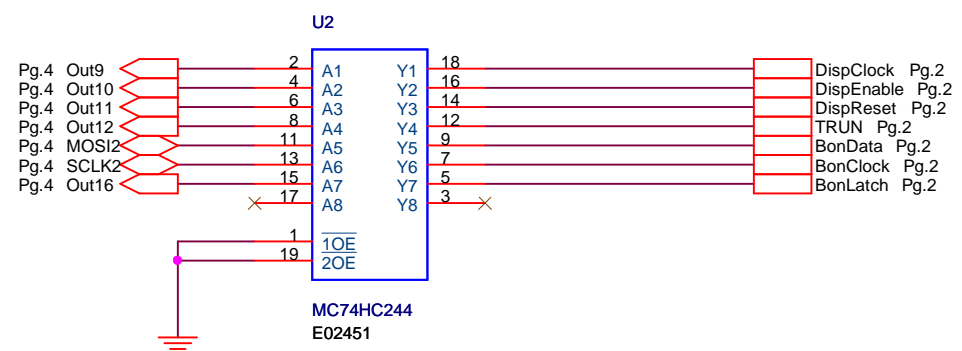 U2
Pg.4 Out9 2 A1 Y1 18 DispClock Pg.2
Pg.4 Out10 4 A2 Y2 16 DispEnable Pg.2
Pg.4 Out11 6 A3 Y3 14 DispReset Pg.2
Pg.4 Out12 8 A4 Y4 12 TRUN Pg.2
Pg.4 MOSI2 11 A5 Y5 9 BonData Pg.2
Pg.4 SCLK2 13 A6 Y6 7 BonClock Pg.2
Pg.4 Out16 15 A7 Y7 5 BonLatch Pg.2
17 A8 Y8 3
1 1OE
19 2OE
MC74HC244
E02451